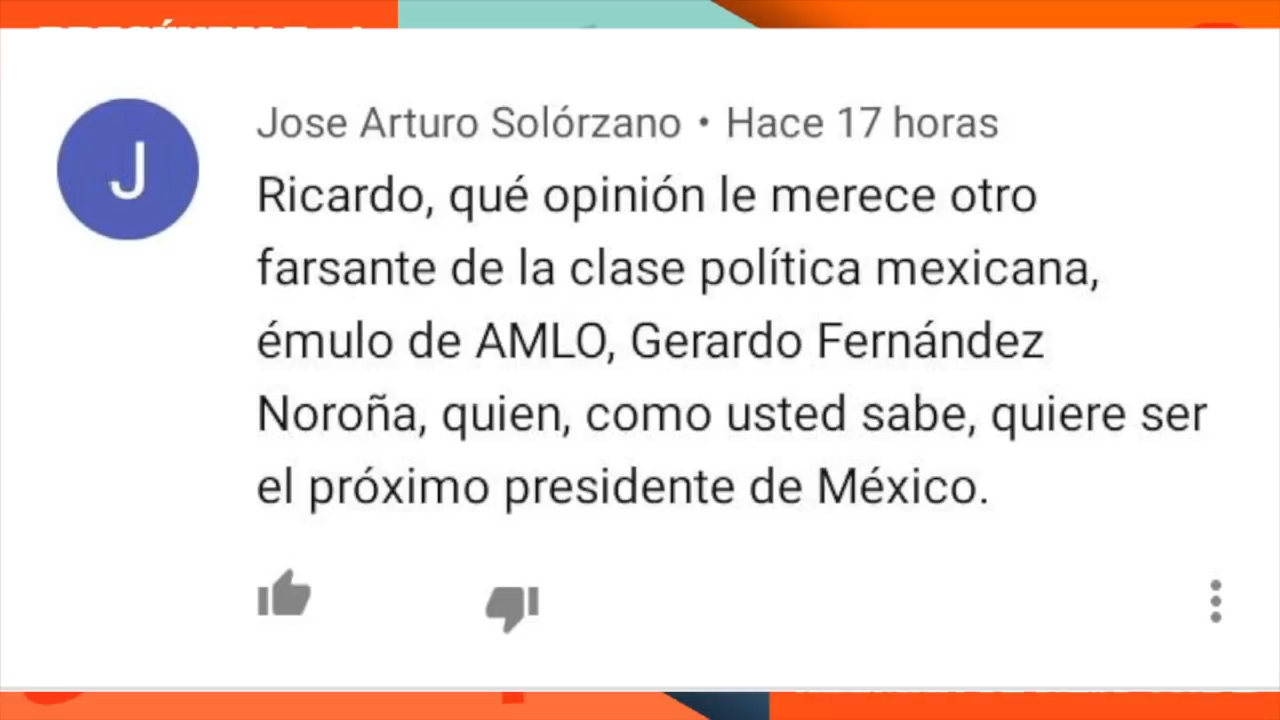 Jose Arturo Solórzano • Hace 17 horas
J
Ricardo, qué opinión le merece otro
farsante de la clase política mexicana,
émulo de AMLO, Gerardo Fernández
Noroña, quien, como usted sabe, quiere ser
el próximo presidente de México.